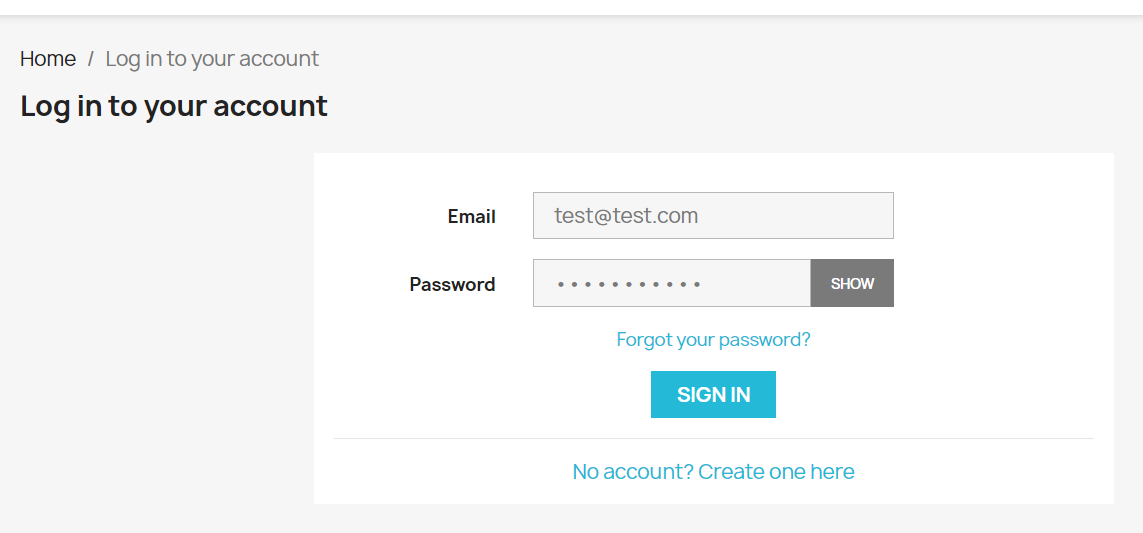 Home / Log in to your account
Log in to your account
Email test@test.com
Password ••••••••••• SHOW
Forgot your password?
SIGN IN
No account? Create one here